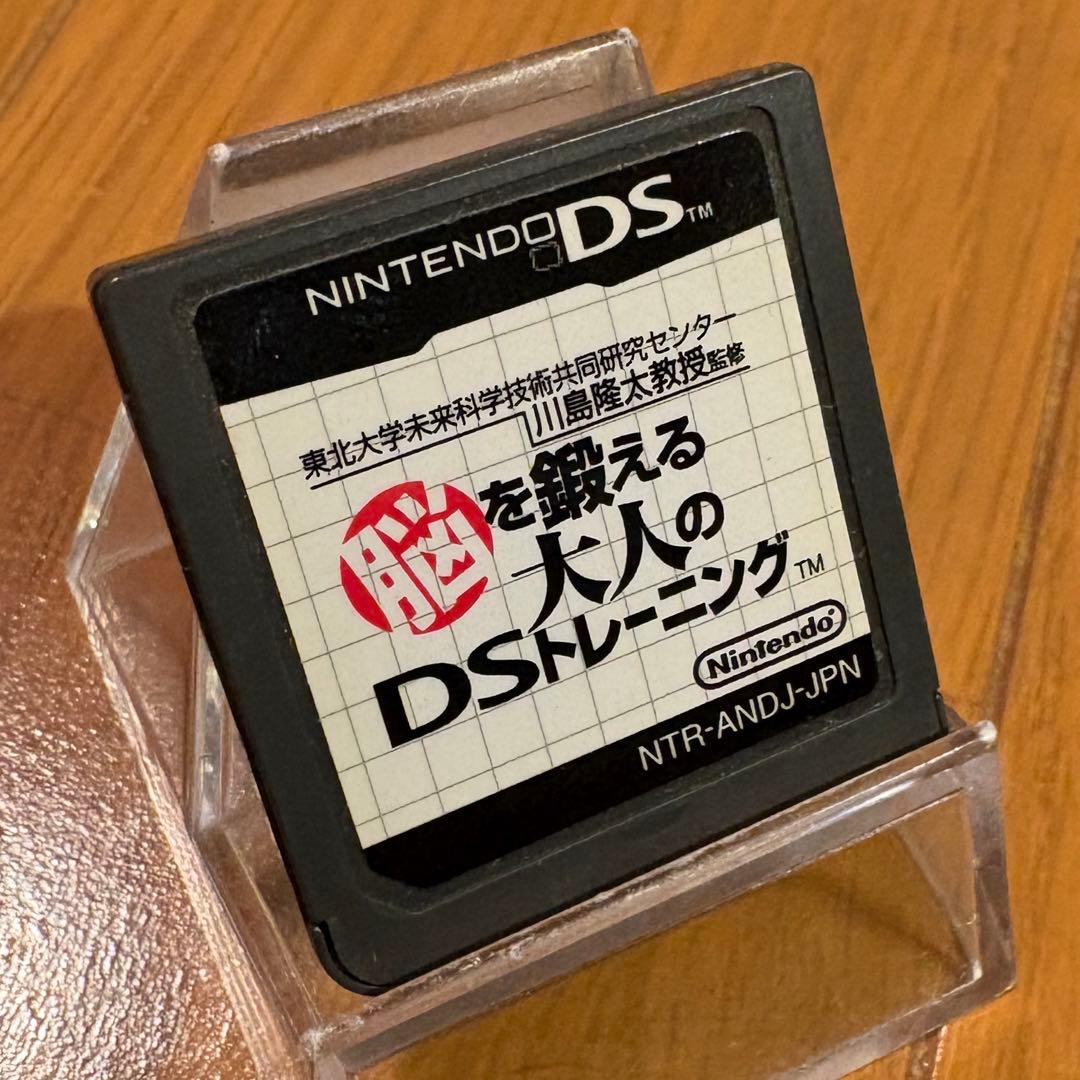 NINTENDO DS™
東北大学未来科学技術共同研究センター
川島隆太教授監修
脳を鍛える
大人の
DSトレーニング™
Nintendo®
NTR-ANDJ-JPN